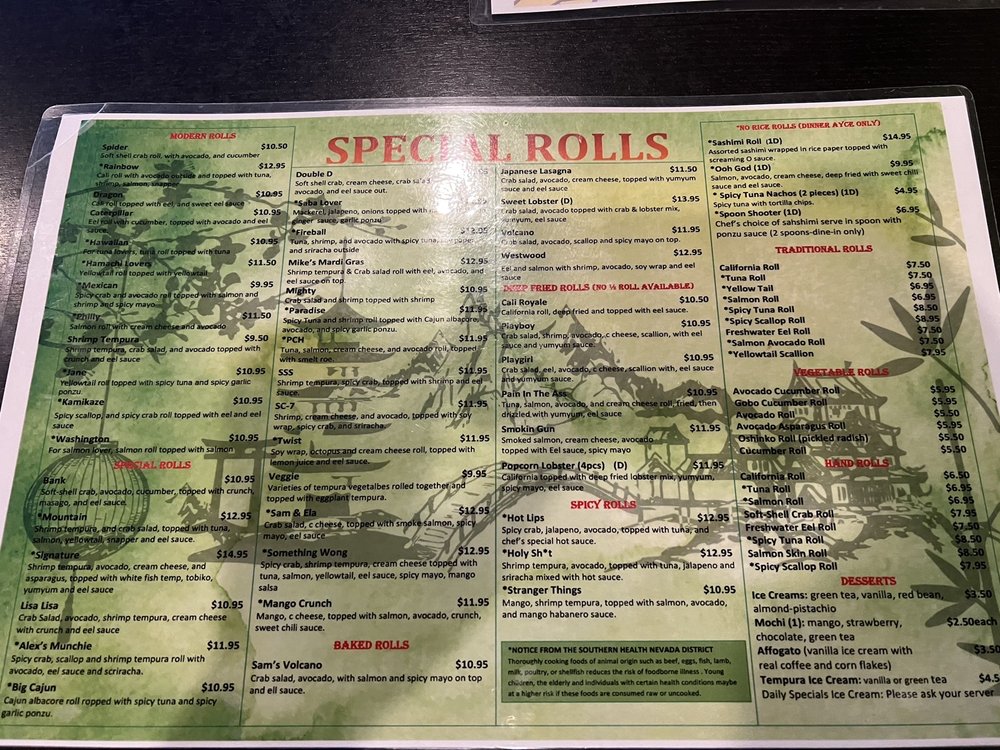 SPECIAL ROLLS
MODERN ROLLS
Spider $10.50
Soft shell crab roll, with avocado, and cucumber
*Rainbow $12.95
Cali roll with avocado outside and topped with tuna,
shrimp, salmon, snapper
Dragon $10.95
Cali roll topped with eel, and sweet eel sauce
Caterpillar $10.95
Eel roll with cucumber, topped with avocado and eel
sauce.
*Hawaiian $10.95
For tuna lovers, tuna roll topped with tuna
*Hamachi Lovers $11.50
Yellowtail roll topped with yellowtail
*Mexican $9.95
Spicy crab and avocado topped with salmon and
shrimp and spicy mayo
*Philly $11.50
Salmon roll with cream cheese and avocado
Shrimp Tempura $9.50
Shrimp tempura, crab salad, and avocado topped with
crunch and eel sauce
*Jane $10.95
Yellowtail roll topped with spicy tuna and spicy garlic
ponzu.
*Kamikaze $10.95
Spicy scallop, and spicy crab roll topped with eel and eel
sauce
*Washington $10.95
For salmon lover, salmon roll topped with salmon
SPECIAL ROLLS
Bank $10.95
Soft-shell crab, avocado, cucumber, topped with crunch,
masago, and eel sauce.
*Mountain $12.95
Shrimp tempura, and crab salad, topped with tuna,
salmon, yellowtail, snapper and eel sauce.
*Signature $14.95
Shrimp tempura, avocado, cream cheese, and
asparagus, topped with white fish temp, tobiko,
yumyum and eel sauce
Lisa Lisa $10.95
Crab Salad, avocado, shrimp tempura, cream cheese
with crunch and eel sauce
*Alex's Munchie $11.95
Spicy crab, scallop and shrimp tempura roll with
avocado, eel sauce and scriracha.
*Big Cajun $10.95
Cajun albacore roll ropped with spicy tuna and spicy
garlic ponzu.
Double D
Soft shell crab, cream cheese, crab salad
avocado, and eel sauce out.
*Saba Lover
Mackerel, jalapeno, onions topped with
ginger sauce, garlic ponzu
*Fireball
Tuna, shrimp, and avocado with spicy tuna, soy paper
and sriracha outside
Mike's Mardi Gras $12.95
Shrimp tempura & Crab salad roll with eel, avocado, and
eel sauce on top.
Mighty $10.95
Crab salad and shrimp topped with shrimp
*Paradise $11.95
Spicy Tuna and shrimp roll topped with Cajun albacore,
avocado, and spicy garlic ponzu.
*PCH $11.95
Tuna, salmon, cream cheese, and avocado roll, topped
with smelt roe.
SSS $11.95
Shrimp tempura, spicy crab, topped with shrimp and eel
sauce.
SC-7 $11.95
Shrimp, cream cheese, and avocado, topped with soy
wrap, spicy crab, and sriracha.
*Twist $11.95
Soy wrap, octopus and cream cheese roll, topped with
lemon juice and eel sauce.
Veggie $9.95
Varieties of tempura vegetalbes rolled together and
topped with eggplant tempura.
*Sam & Ela $12.95
Crab salad, c cheese, topped with smoke salmon, spicy
mayo, eel sauce
*Something Wong $12.95
Spicy crab, shrimp tempura, cream cheese topped with
tuna, salmon, yellowtail, eel sauce, spicy mayo, mango
salsa
*Mango Crunch $11.95
Mango, c cheese, topped with salmon, avocado, crunch,
sweet chili sauce.
BAKED ROLLS
Sam's Volcano $10.95
Crab salad, avocado, with salmon and spicy mayo on top
and ell sauce.
Japanese Lasagna $11.50
Crab salad, avocado, cream cheese, topped with yumyum
sauce and eel sauce
Sweet Lobster (D) $13.95
Crab salad, avocado topped with crab & lobster mix,
yumyum, eel sauce
Volcano $11.95
Crab salad, avocado, scallop and spicy mayo on top.
Westwood $12.95
Eel and salmon with shrimp, avocado, soy wrap and eel
sauce
DEEP FRIED ROLLS (NO ½ ROLL AVAILABLE)
Cali Royale $10.50
California roll, deep fried and topped with eel sauce.
Playboy $10.95
Crab salad, shrimp, avocado, c cheese, scallion, with eel
sauce and yumyum sauce.
Playgirl $10.95
Crab salad, eel, avocado, c cheese, scallion with, eel sauce
and yumyum sauce.
Pain In The Ass $10.95
Tuna, salmon, avocado, and cream cheese roll, fried, then
drizzled with yumyum, eel sauce
Smokin Gun $11.95
Smoked salmon, cream cheese, avocado
topped with Eel sauce, spicy mayo
Popcorn Lobster (4pcs) (D) $11.95
California topped with deep fried lobster mix, yumyum,
spicy mayo, eel sauce
SPICY ROLLS
*Hot Lips $12.95
Spicy crab, jalapeno, avocado, topped with tuna, and
chef's special hot sauce.
*Holy Sh*t $12.95
Shrimp tempura, avocado, topped with tuna, jalapeno and
sriracha mixed with hot sauce.
*Stranger Things $10.95
Mango, shrimp tempura, topped with salmon, avocado,
and mango habanero sauce.
*NOTICE FROM THE SOUTHERN HEALTH NEVADA DISTRICT
Thoroughly cooking foods of animal origin such as beef, eggs, fish, lamb,
milk, poultry, or shellfish reduces the risk of foodborne illness . Young
children, the elderly and individuals with certain health conditions maybe
at a higher risk if these foods are consumed raw or uncooked.
*NO RICE ROLLS (DINNER AYCE ONLY)
*Sashimi Roll (1D) $14.95
Assorted sashimi wrapped in rice paper topped with
screaming O sauce.
*Ooh God (1D) $9.95
Salmon, avocado, cream cheese, deep fried with sweet chili
sauce and eel sauce.
* Spicy Tuna Nachos (2 pieces) (1D) $4.95
Spicy tuna with tortilla chips.
*Spoon Shooter (1D) $6.95
Chef's choice of sahshimi serve in spoon with
ponzu sauce (2 spoons-dine-in only)
TRADITIONAL ROLLS
California Roll $7.50
*Tuna Roll $7.50
*Yellow Tail $6.95
*Salmon Roll $6.95
*Spicy Tuna Roll $8.50
*Spicy Scallop Roll $8.95
Freshwater Eel Roll $7.50
*Salmon Avocado Roll $7.50
*Yellowtail Scallion $7.95
VEGETABLE ROLLS
Avocado Cucumber Roll $5.95
Gobo Cucumber Roll $5.95
Avocado Roll $5.50
Avocado Asparagus Roll $5.95
Oshinko Roll (pickled radish) $5.50
Cucumber Roll $5.50
HAND ROLLS
California Roll $6.50
*Tuna Roll $6.95
*Salmon Roll $6.95
Soft-Shell Crab Roll $7.95
Freshwater Eel Roll $7.50
*Spicy Tuna Roll $8.50
Salmon Skin Roll $8.50
*Spicy Scallop Roll $7.95
DESSERTS
Ice Creams: green tea, vanilla, red bean, $3.50
almond-pistachio
Mochi (1): mango, strawberry, $2.50each
chocolate, green tea
Affogato (vanilla ice cream with $3.50
real coffee and corn flakes)
Tempura Ice Cream: vanilla or green tea $4.5
Daily Specials Ice Cream: Please ask your server